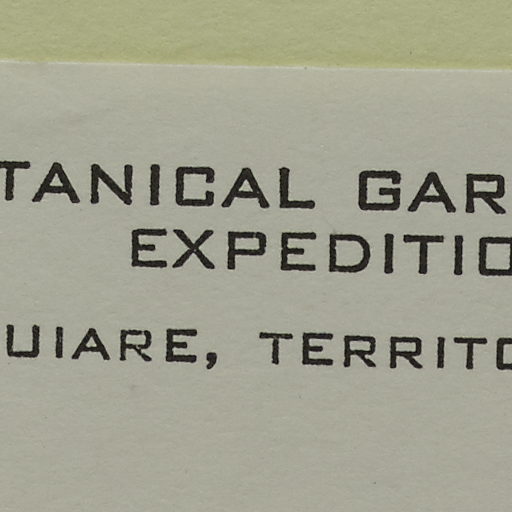 TANICAL GAR
EXPEDITIO
UIARE, TERRITO